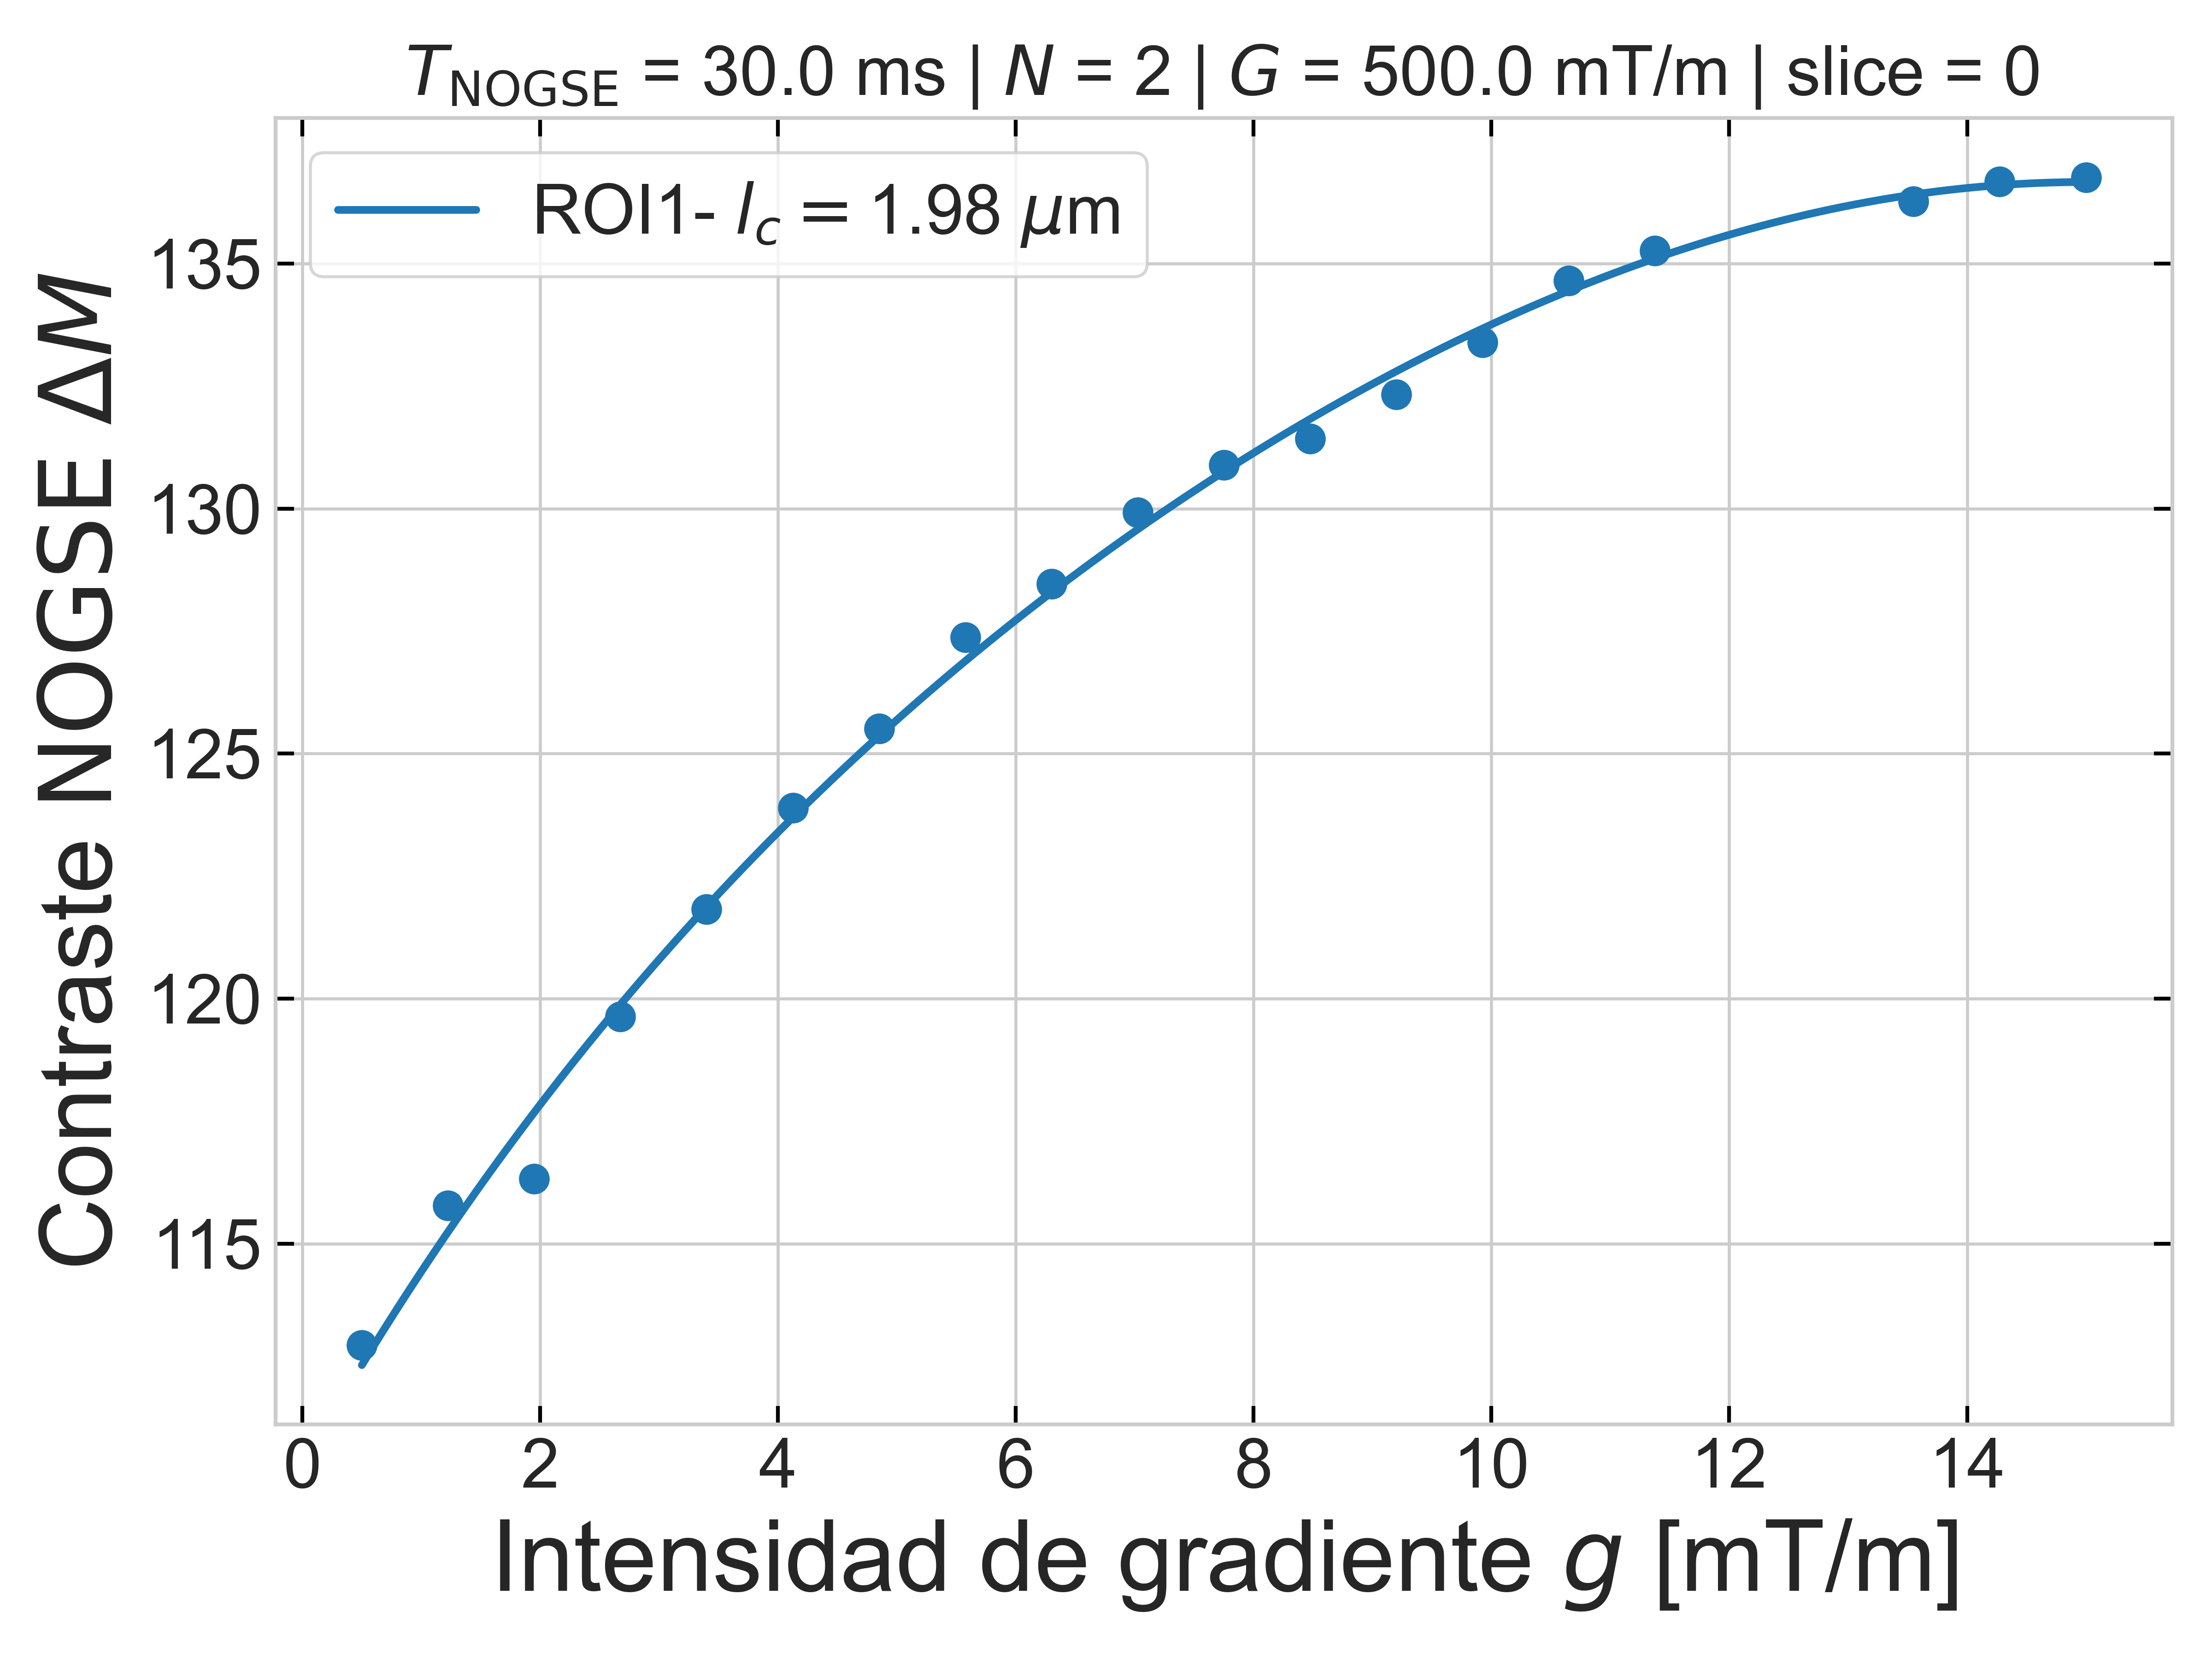 T_NOGSE = 30.0 ms | N = 2 | G = 500.0 mT/m | slice = 0
ROI1- l_c = 1.98 μm
Contraste NOGSE ΔM
135
130
125
120
115
0 2 4 6 8 10 12 14
Intensidad de gradiente g [mT/m]